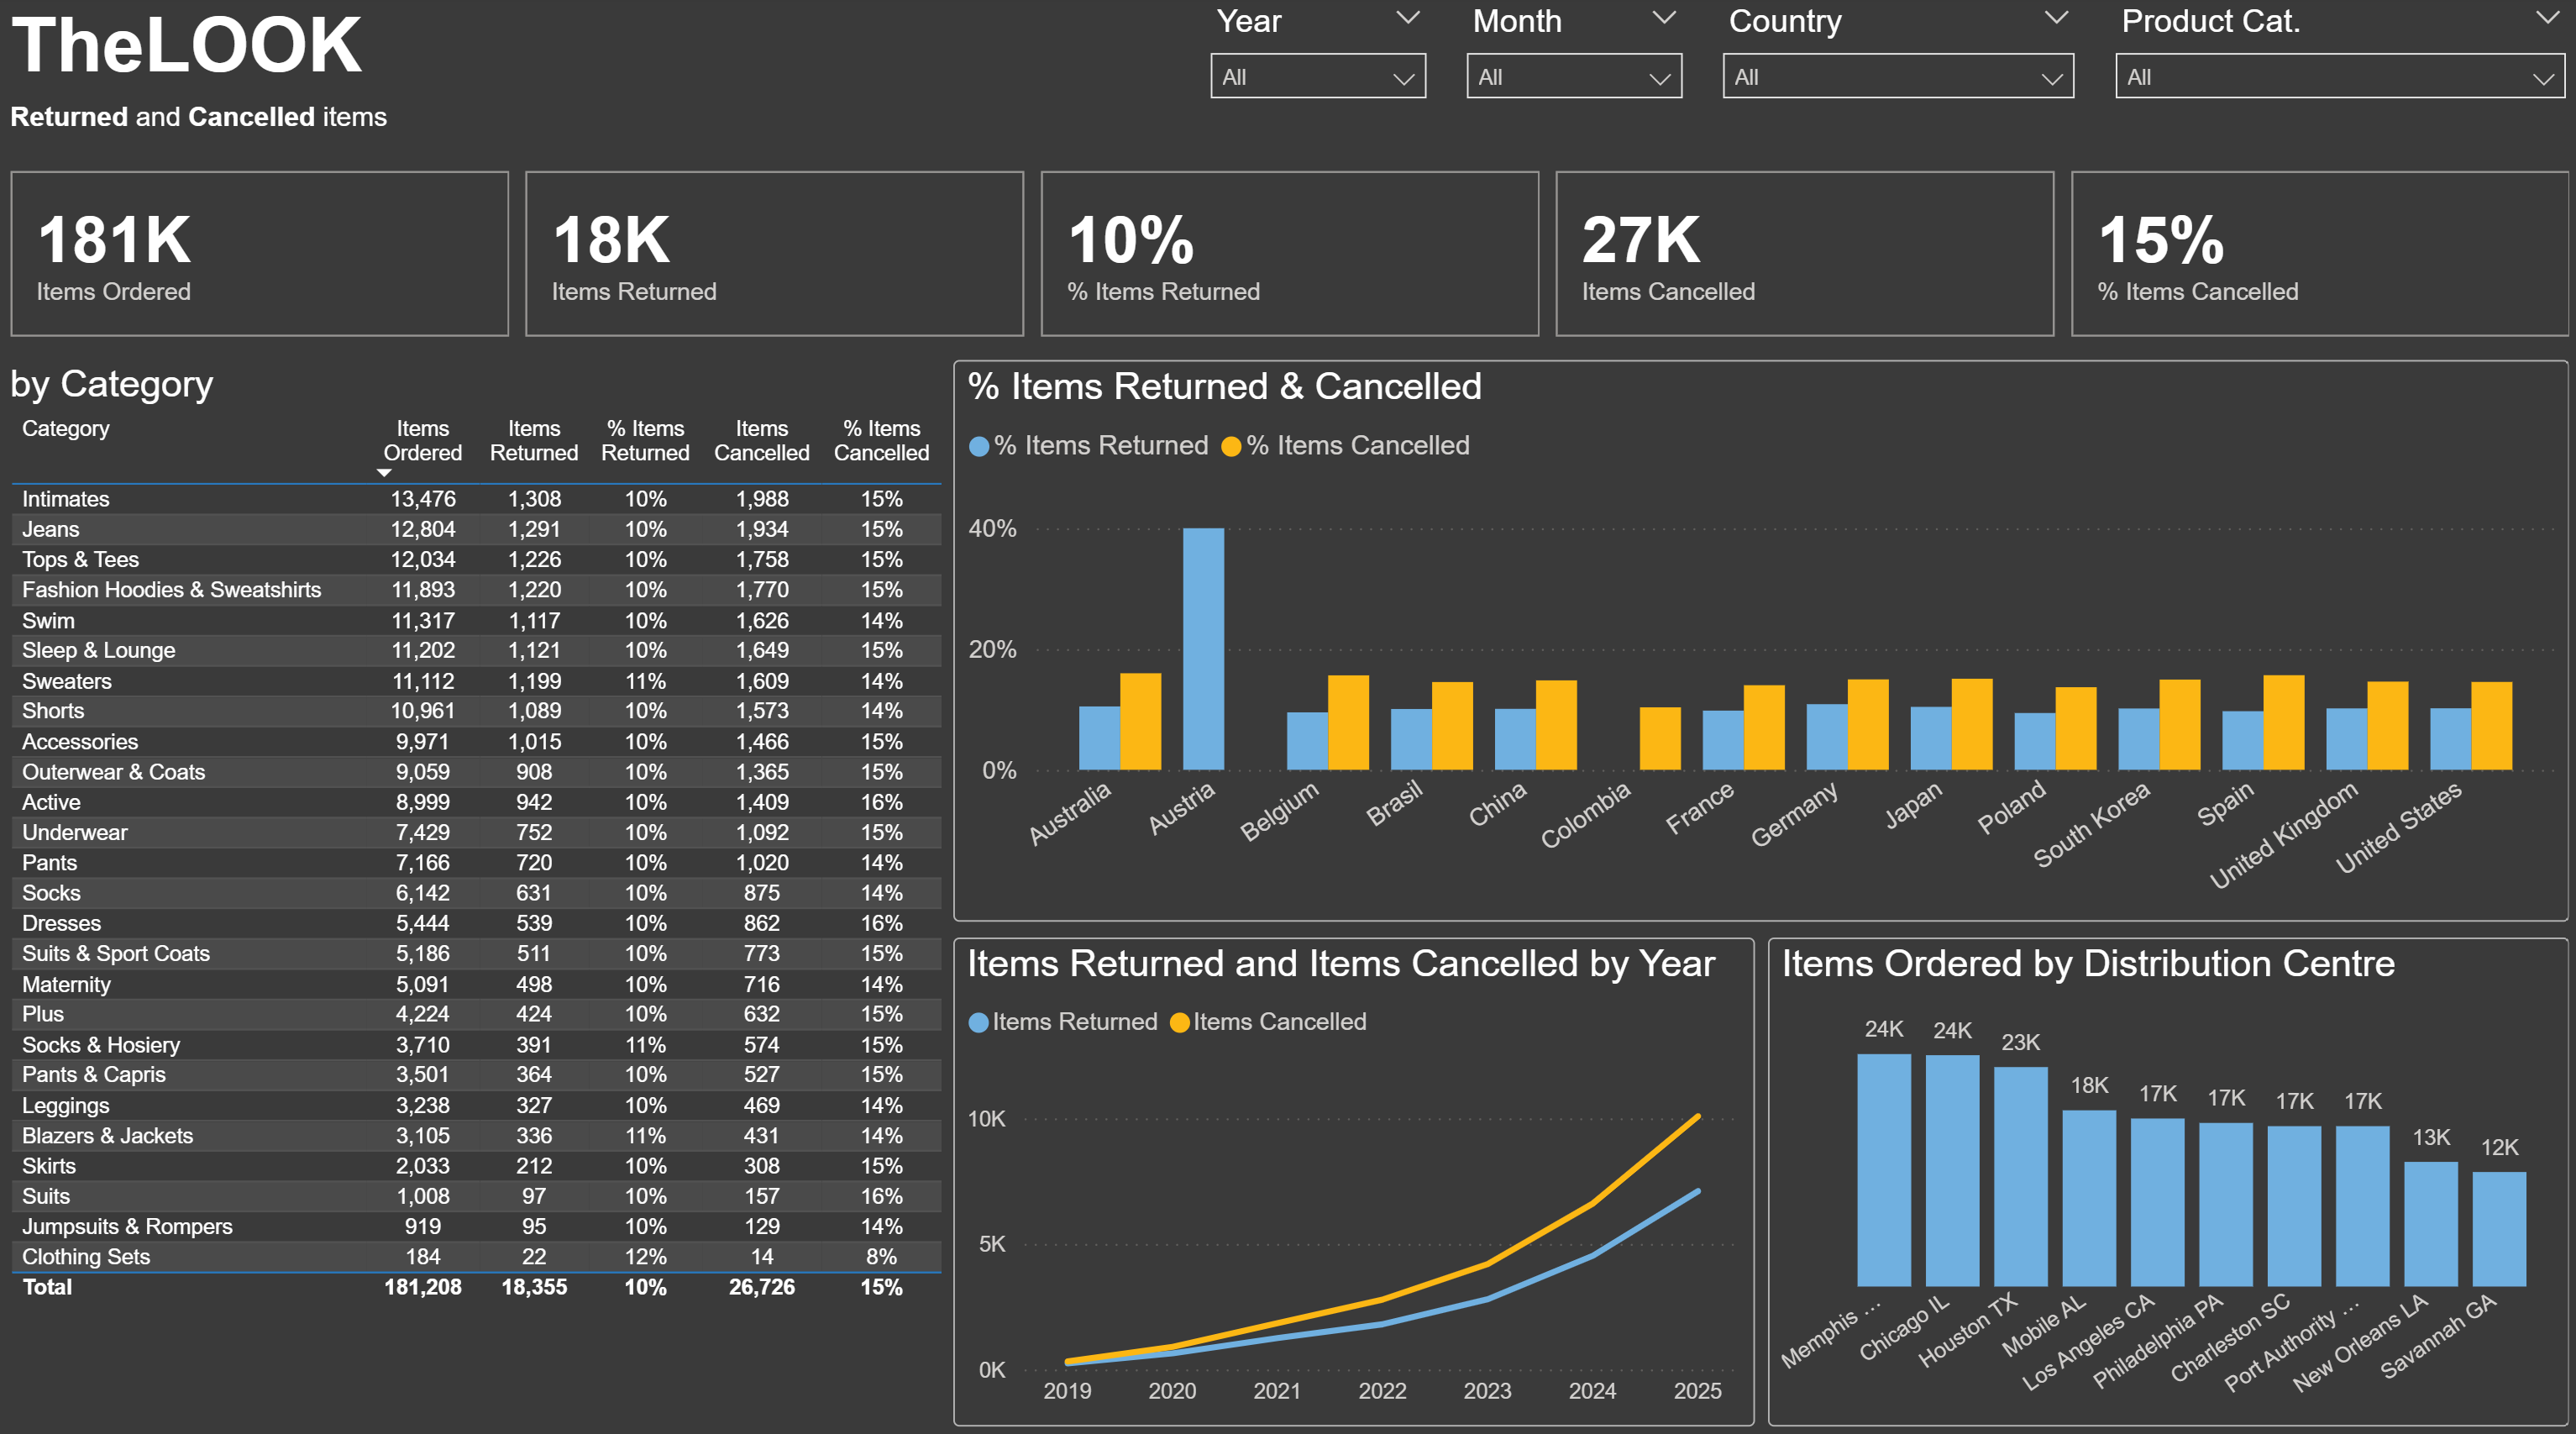 TheLOOK
Returned and Cancelled items
Year
Month
Country
Product Cat.
All
All
All
All
181K
Items Ordered
18K
Items Returned
10%
% Items Returned
27K
Items Cancelled
15%
% Items Cancelled
by Category
Category Items Ordered Items Returned % Items Returned Items Cancelled % Items Cancelled
Intimates 13,476 1,308 10% 1,988 15%
Jeans 12,804 1,291 10% 1,934 15%
Tops & Tees 12,034 1,226 10% 1,758 15%
Fashion Hoodies & Sweatshirts 11,893 1,220 10% 1,770 15%
Swim 11,317 1,117 10% 1,626 14%
Sleep & Lounge 11,202 1,121 10% 1,649 15%
Sweaters 11,112 1,199 11% 1,609 14%
Shorts 10,961 1,089 10% 1,573 14%
Accessories 9,971 1,015 10% 1,466 15%
Outerwear & Coats 9,059 908 10% 1,365 15%
Active 8,999 942 10% 1,409 16%
Underwear 7,429 752 10% 1,092 15%
Pants 7,166 720 10% 1,020 14%
Socks 6,142 631 10% 875 14%
Dresses 5,444 539 10% 862 16%
Suits & Sport Coats 5,186 511 10% 773 15%
Maternity 5,091 498 10% 716 14%
Plus 4,224 424 10% 632 15%
Socks & Hosiery 3,710 391 11% 574 15%
Pants & Capris 3,501 364 10% 527 15%
Leggings 3,238 327 10% 469 14%
Blazers & Jackets 3,105 336 11% 431 14%
Skirts 2,033 212 10% 308 15%
Suits 1,008 97 10% 157 16%
Jumpsuits & Rompers 919 95 10% 129 14%
Clothing Sets 184 22 12% 14 8%
Total 181,208 18,355 10% 26,726 15%
% Items Returned & Cancelled
% Items Returned % Items Cancelled
40%
20%
0%
Australia Austria Belgium Brasil China Colombia France Germany Japan Poland South Korea Spain United Kingdom United States
Items Returned and Items Cancelled by Year
Items Returned Items Cancelled
10K
5K
0K
2019 2020 2021 2022 2023 2024 2025
Items Ordered by Distribution Centre
24K 24K 23K 18K 17K 17K 17K 17K 13K 12K
Memphis ... Chicago IL Houston TX Mobile AL Los Angeles CA Philadelphia PA Charleston SC Port Authority ... New Orleans LA Savannah GA